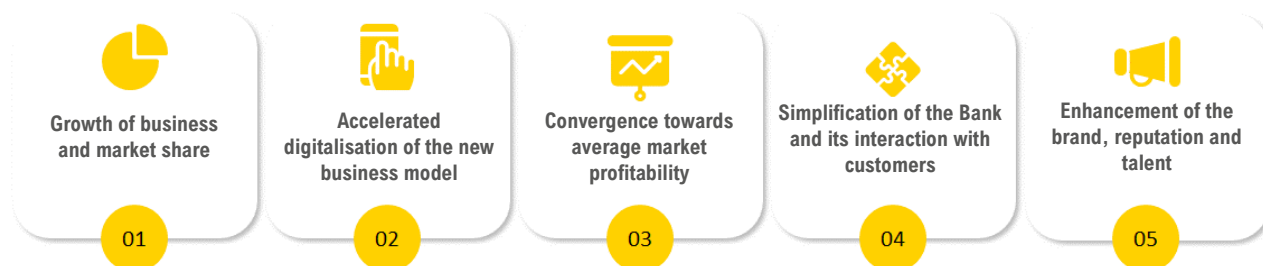 Growth of business
and market share
01
Accelerated
digitalisation of the new
business model
02
Convergence towards
average market
profitability
03
Simplification of the Bank
and its interaction with
customers
04
Enhancement of the
brand, reputation and
talent
05